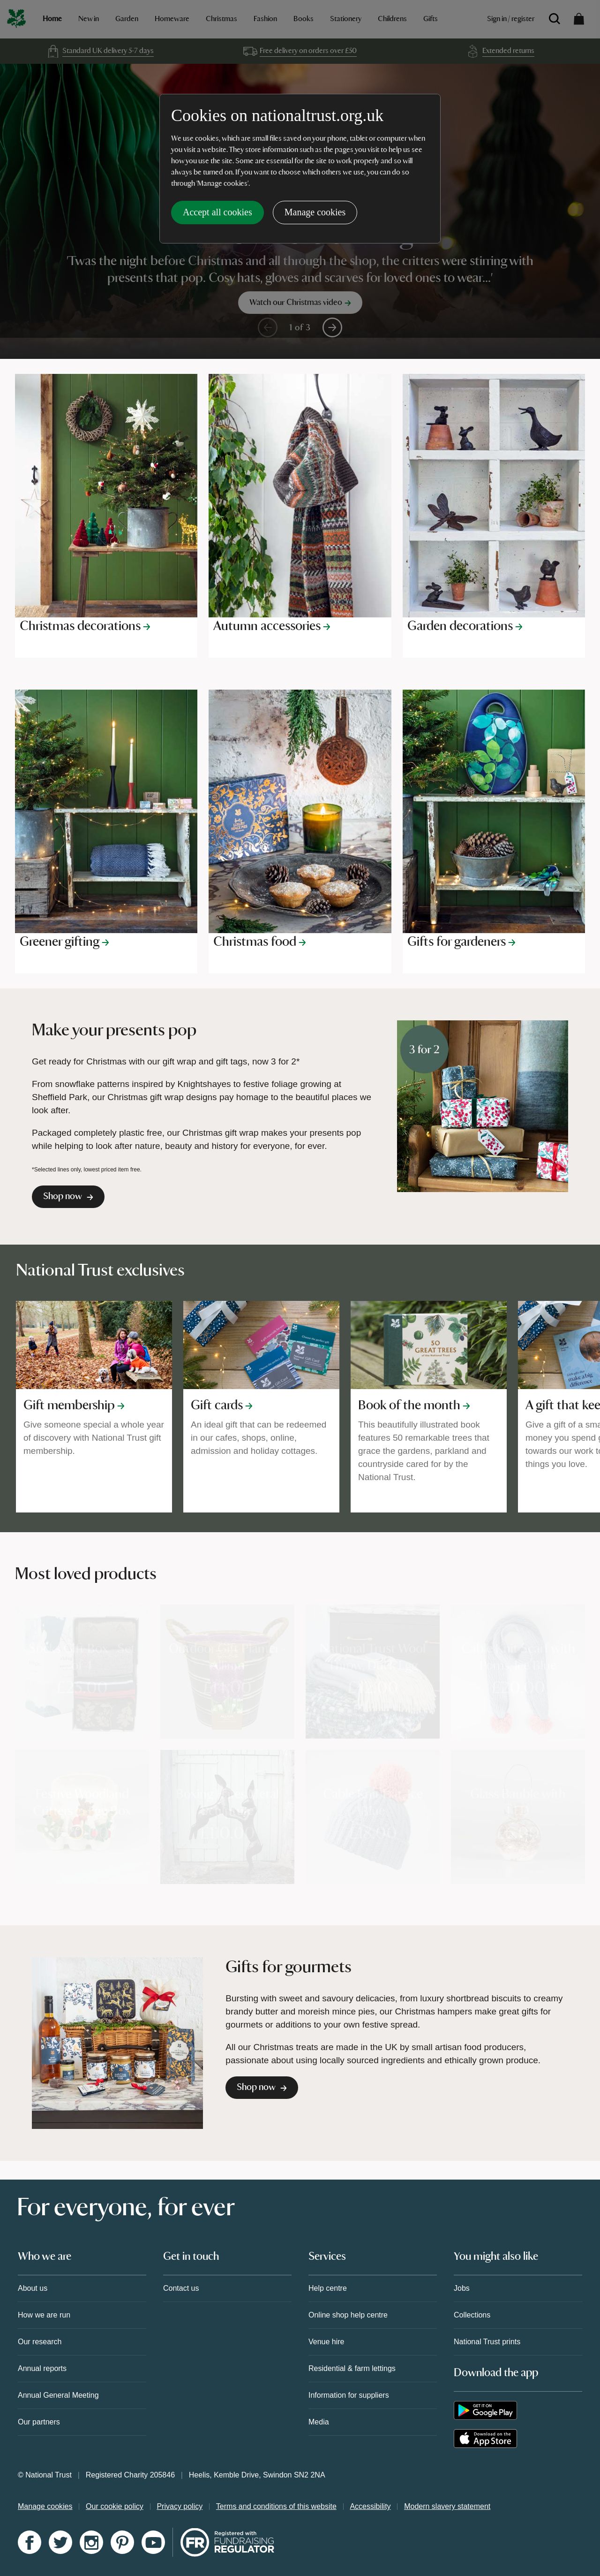 Home New in Garden Homeware Christmas Fashion Books Stationery Childrens Gifts Sign in / register
Standard UK delivery 5-7 days Free delivery on orders over £50 Extended returns
Cookies on nationaltrust.org.uk
We use cookies, which are small files saved on your phone, tablet or computer when
you visit a website. They store information such as the pages you visit to help us see
how you use the site. Some are essential for the site to work properly and so will
always be turned on. If you want to choose which others we use, you can do so
through 'Manage cookies'.
Accept all cookies Manage cookies
'Twas the night before Christmas and all through the shop, the critters were stirring with
presents that pop. Cosy hats, gloves and scarves for loved ones to wear...'
Watch our Christmas video
1 of 3
Christmas decorations
Autumn accessories
Garden decorations
Greener gifting
Christmas food
Gifts for gardeners
Make your presents pop
Get ready for Christmas with our gift wrap and gift tags, now 3 for 2*
From snowflake patterns inspired by Knightshayes to festive foliage growing at
Sheffield Park, our Christmas gift wrap designs pay homage to the beautiful places we
look after.
Packaged completely plastic free, our Christmas gift wrap makes your presents pop
while helping to look after nature, beauty and history for everyone, for ever.
*Selected lines only, lowest priced item free.
Shop now
3 for 2
National Trust exclusives
Gift membership
Give someone special a whole year
of discovery with National Trust gift
membership.
Gift cards
An ideal gift that can be redeemed
in our cafes, shops, online,
admission and holiday cottages.
50
GREAT TREES
Book of the month
This beautifully illustrated book
features 50 remarkable trees that
grace the gardens, parkland and
countryside cared for by the
National Trust.
A gift that kee
Give a gift of a sma
money you spend g
towards our work to
things you love.
Most loved products
Gifts for gourmets
Bursting with sweet and savoury delicacies, from luxury shortbread biscuits to creamy
brandy butter and moreish mince pies, our Christmas hampers make great gifts for
gourmets or additions to your own festive spread.
All our Christmas treats are made in the UK by small artisan food producers,
passionate about using locally sourced ingredients and ethically grown produce.
Shop now
For everyone, for ever
Who we are
About us
How we are run
Our research
Annual reports
Annual General Meeting
Our partners
Get in touch
Contact us
Services
Help centre
Online shop help centre
Venue hire
Residential & farm lettings
Information for suppliers
Media
You might also like
Jobs
Collections
National Trust prints
Download the app
GET IT ON
Google Play
Download on the
App Store
© National Trust | Registered Charity 205846 | Heelis, Kemble Drive, Swindon SN2 2NA
Manage cookies | Our cookie policy | Privacy policy | Terms and conditions of this website | Accessibility | Modern slavery statement
FR Registered with
FUNDRAISING
REGULATOR